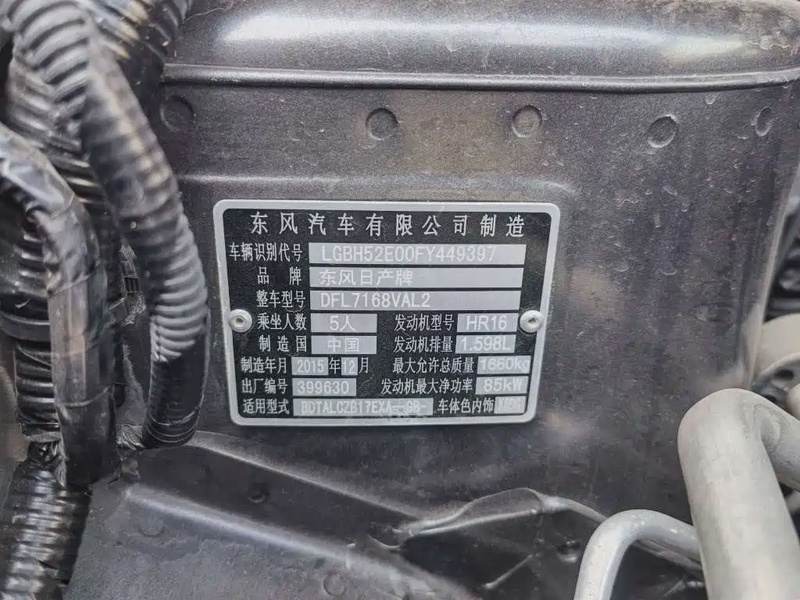 东风汽车有限公司制造
车辆识别代号 LGBH52E00FY449397
品牌 东风日产牌
整车型号 DFL7168VAL2
乘坐人数 5人 发动机型号 HR16
制造国 中国 发动机排量 1.598L
制造年月 2015年12月 最大允许总质量 1660kg
出厂编号 399630 发动机最大净功率 85kW
适用型式 BDTALCZB17EXA--GB- 车体色内饰